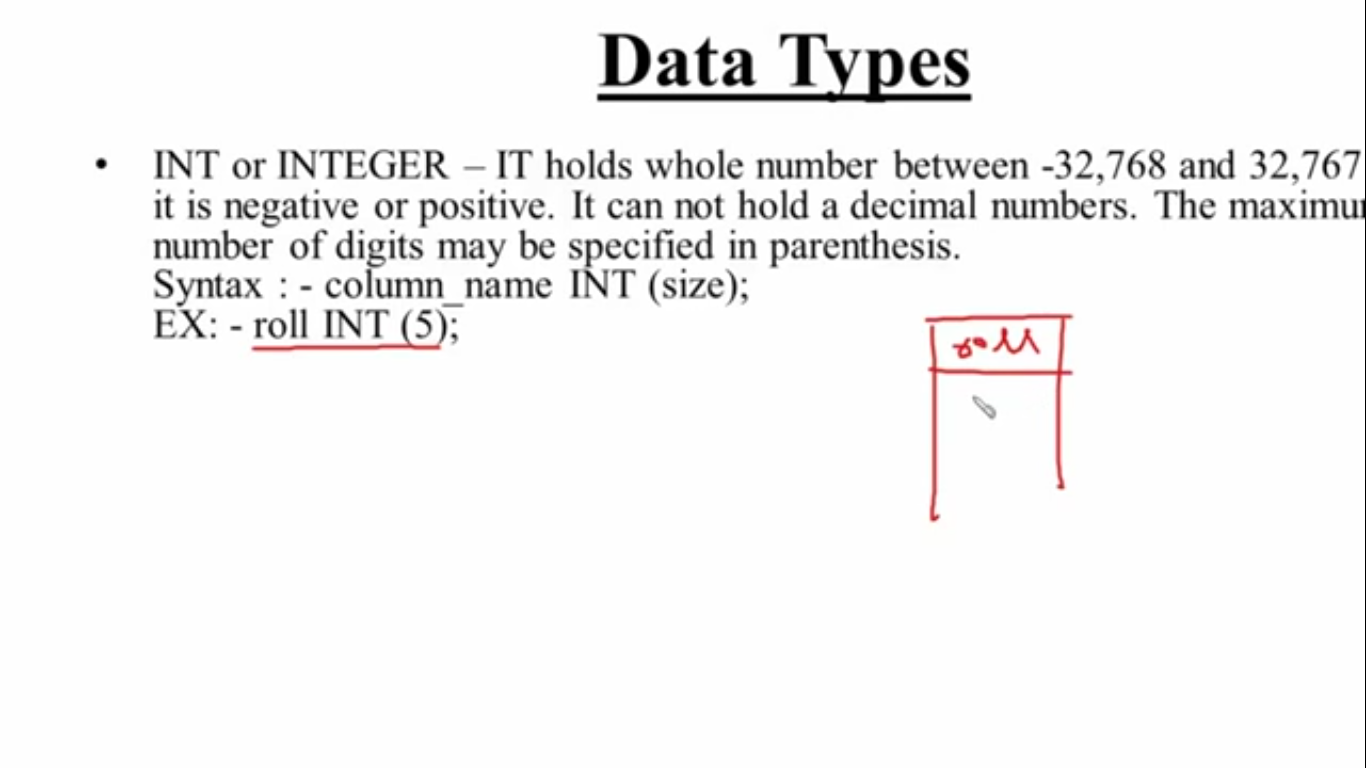 Data Types
• INT or INTEGER – IT holds whole number between -32,768 and 32,767
it is negative or positive. It can not hold a decimal numbers. The maximu
number of digits may be specified in parenthesis.
Syntax : - column_name INT (size);
EX: - roll INT (5);
roll